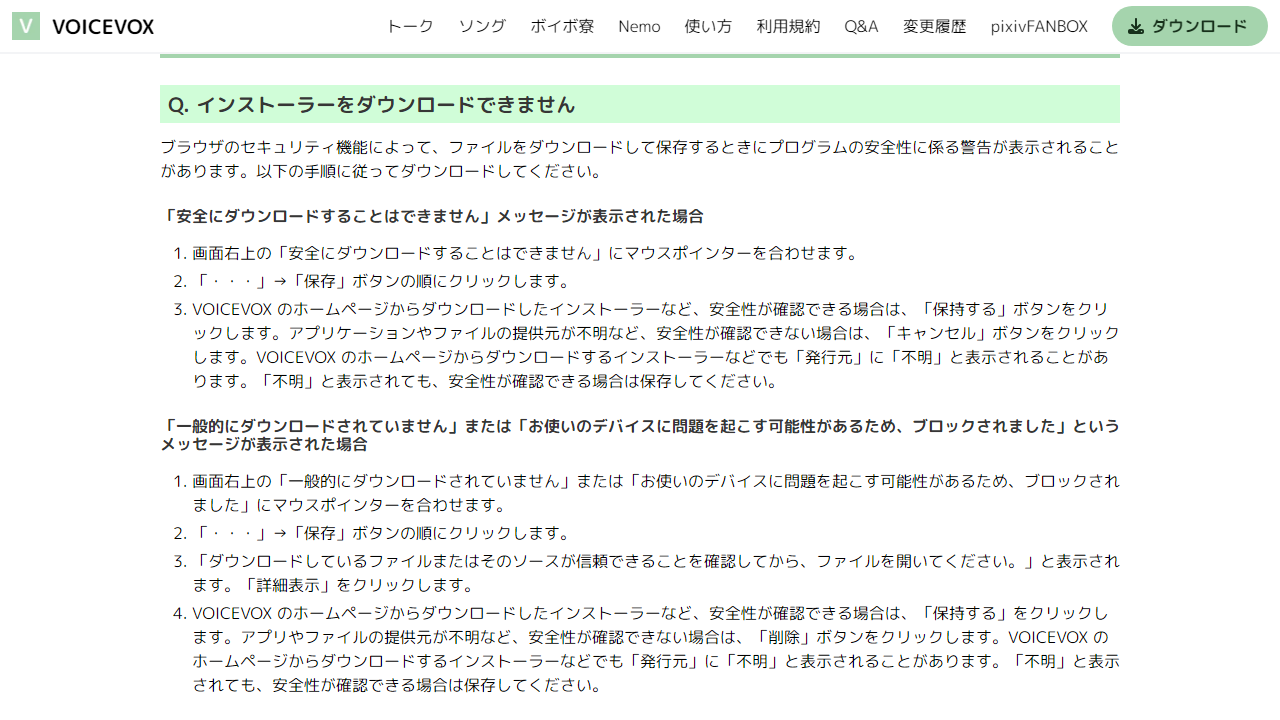 V VOICEVOX トーク ソング ボイボ寮 Nemo 使い方 利用規約 Q&A 変更履歴 pixivFANBOX ダウンロード
Q. インストーラーをダウンロードできません
ブラウザのセキュリティ機能によって、ファイルをダウンロードして保存するときにプログラムの安全性に係る警告が表示されること
があります。以下の手順に従ってダウンロードしてください。
「安全にダウンロードすることはできません」メッセージが表示された場合
1. 画面右上の「安全にダウンロードすることはできません」にマウスポインターを合わせます。
2. 「・・・」→「保存」ボタンの順にクリックします。
3. VOICEVOX のホームページからダウンロードしたインストーラーなど、安全性が確認できる場合は、「保持する」ボタンをクリ
ックします。アプリケーションやファイルの提供元が不明など、安全性が確認できない場合は、「キャンセル」ボタンをクリック
します。VOICEVOX のホームページからダウンロードするインストーラーなどでも「発行元」に「不明」と表示されることがあ
ります。「不明」と表示されても、安全性が確認できる場合は保存してください。
「一般的にダウンロードされていません」または「お使いのデバイスに問題を起こす可能性があるため、ブロックされました」という
メッセージが表示された場合
1. 画面右上の「一般的にダウンロードされていません」または「お使いのデバイスに問題を起こす可能性があるため、ブロックされ
ました」にマウスポインターを合わせます。
2. 「・・・」→「保存」ボタンの順にクリックします。
3. 「ダウンロードしているファイルまたはそのソースが信頼できることを確認してから、ファイルを開いてください。」と表示され
ます。「詳細表示」をクリックします。
4. VOICEVOX のホームページからダウンロードしたインストーラーなど、安全性が確認できる場合は、「保持する」をクリックし
ます。アプリやファイルの提供元が不明など、安全性が確認できない場合は、「削除」ボタンをクリックします。VOICEVOX の
ホームページからダウンロードするインストーラーなどでも「発行元」に「不明」と表示されることがあります。「不明」と表示
されても、安全性が確認できる場合は保存してください。